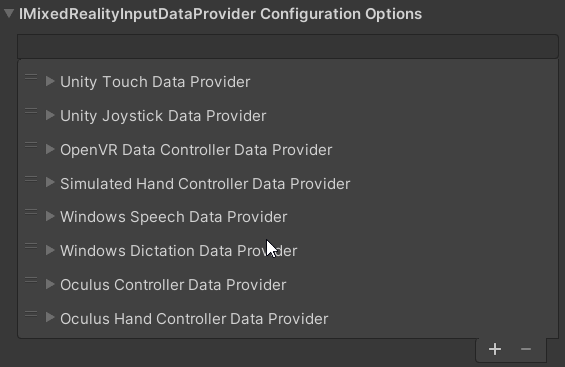 IMixedRealityInputDataProvider Configuration Options
Unity Touch Data Provider
Unity Joystick Data Provider
OpenVR Data Controller Data Provider
Simulated Hand Controller Data Provider
Windows Speech Data Provider
Windows Dictation Data Provider
Oculus Controller Data Provider
Oculus Hand Controller Data Provider